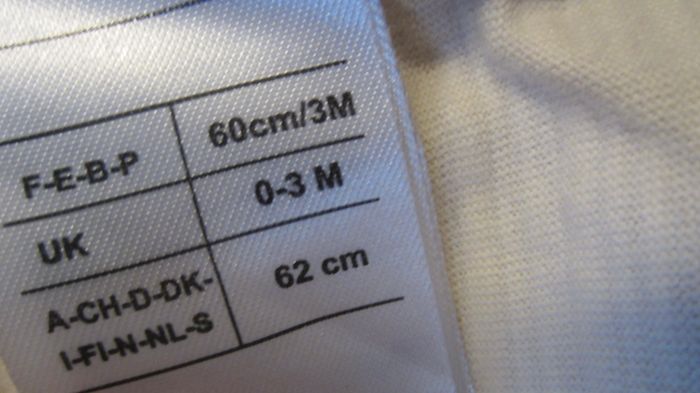 F-E-B-P 60cm/3M
UK 0-3 M
A-CH-D-DK- 62 cm
I-FI-N-NL-S